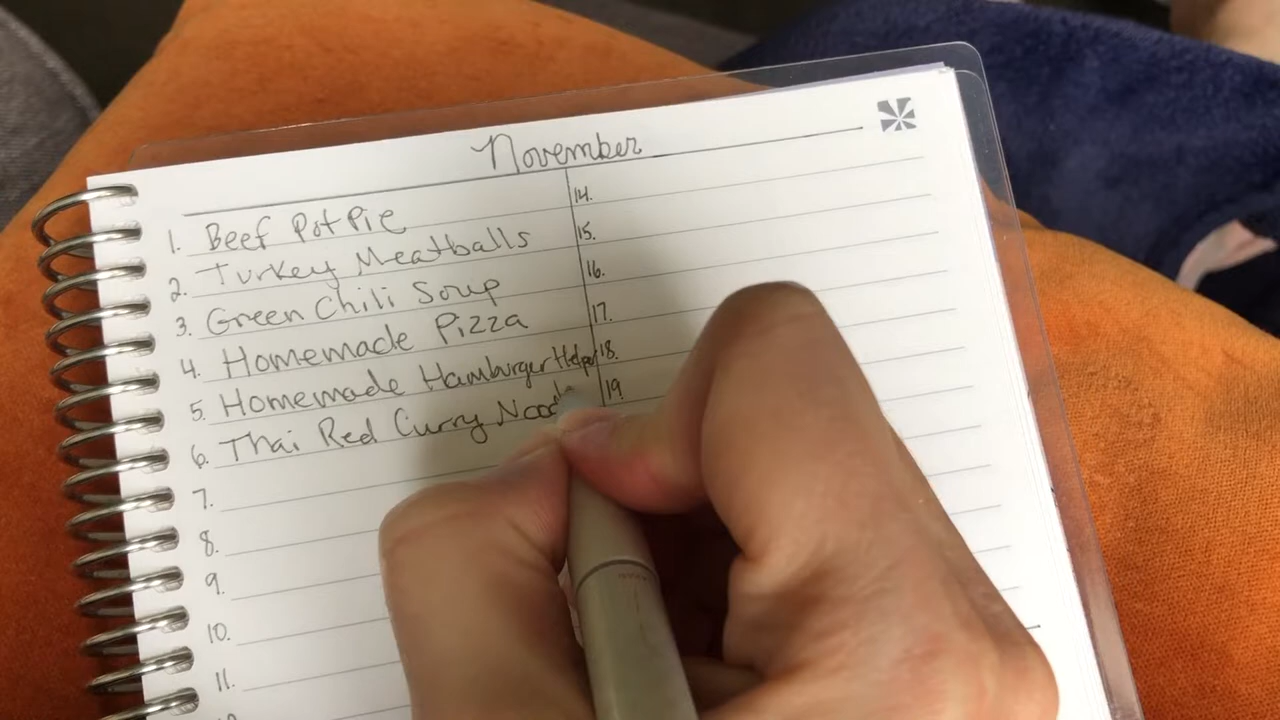 November
1. Beef Pot Pie
2. Turkey Meatballs
3. Green Chili Soup
4. Homemade Pizza
5. Homemade Hamburger Helper
6. Thai Red Curry
7.
8.
9.
10.
11.
14.
15.
16.
17.
18.
19.